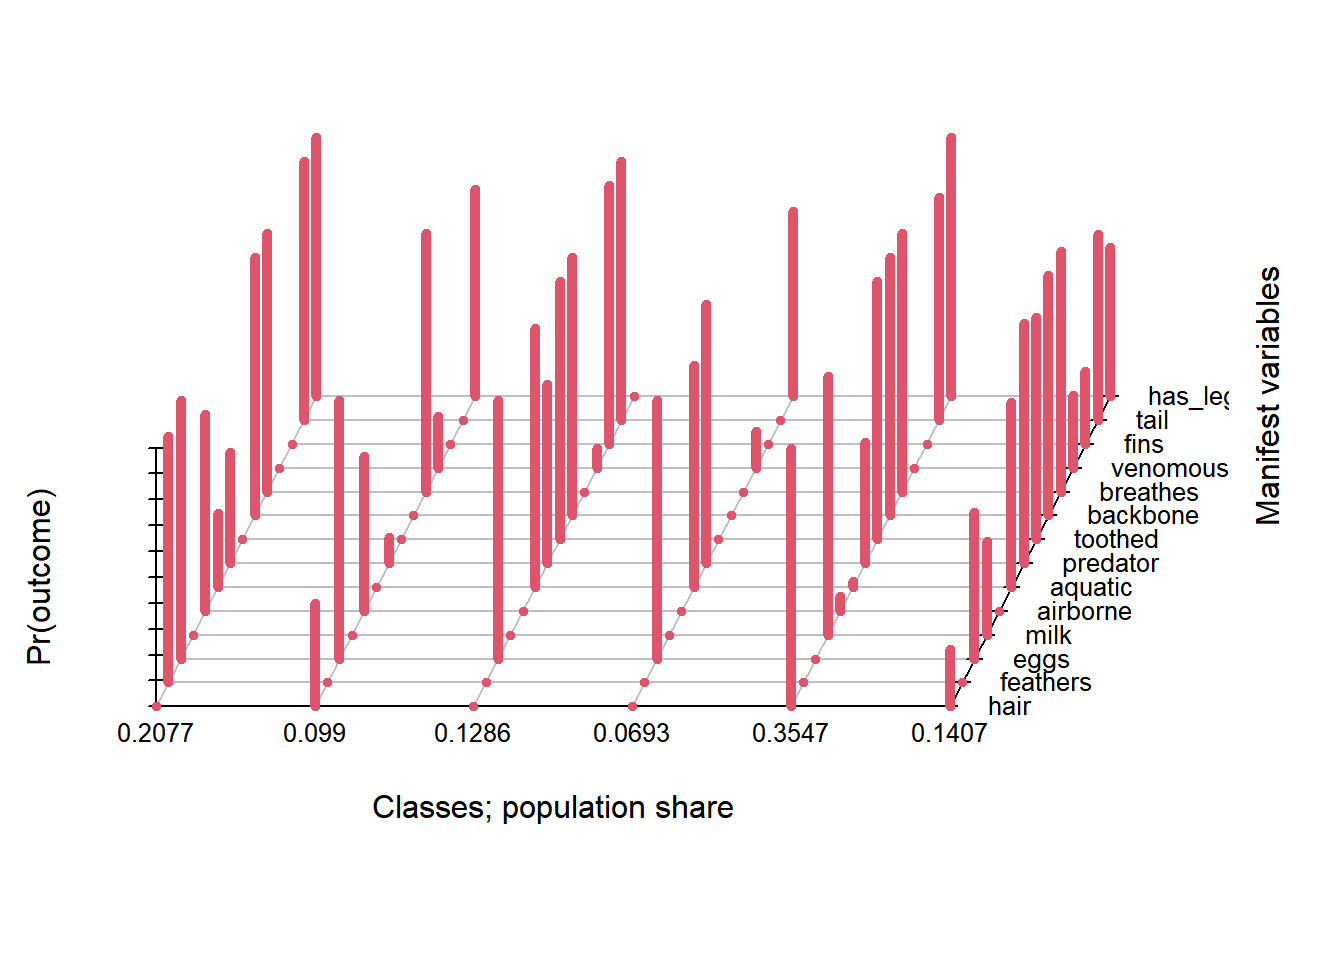 Pr(outcome)
Manifest variables
has_leg
tail
fins
venomous
breathes
backbone
toothed
predator
aquatic
airborne
milk
eggs
feathers
hair
0.2077 0.099 0.1286 0.0693 0.3547 0.1407
Classes; population share